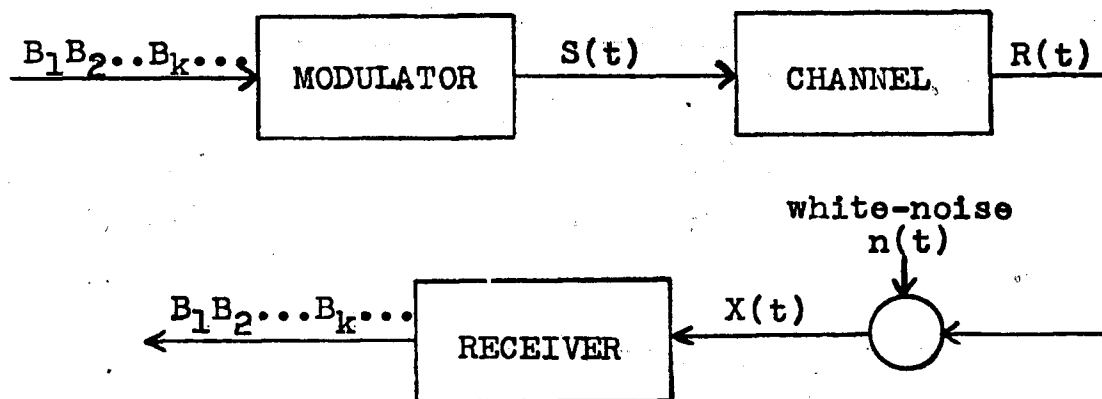 B1B2..Bk...
MODULATOR
S(t)
CHANNEL
R(t)
white-noise
n(t)
B1B2...Bk...
RECEIVER
X(t)